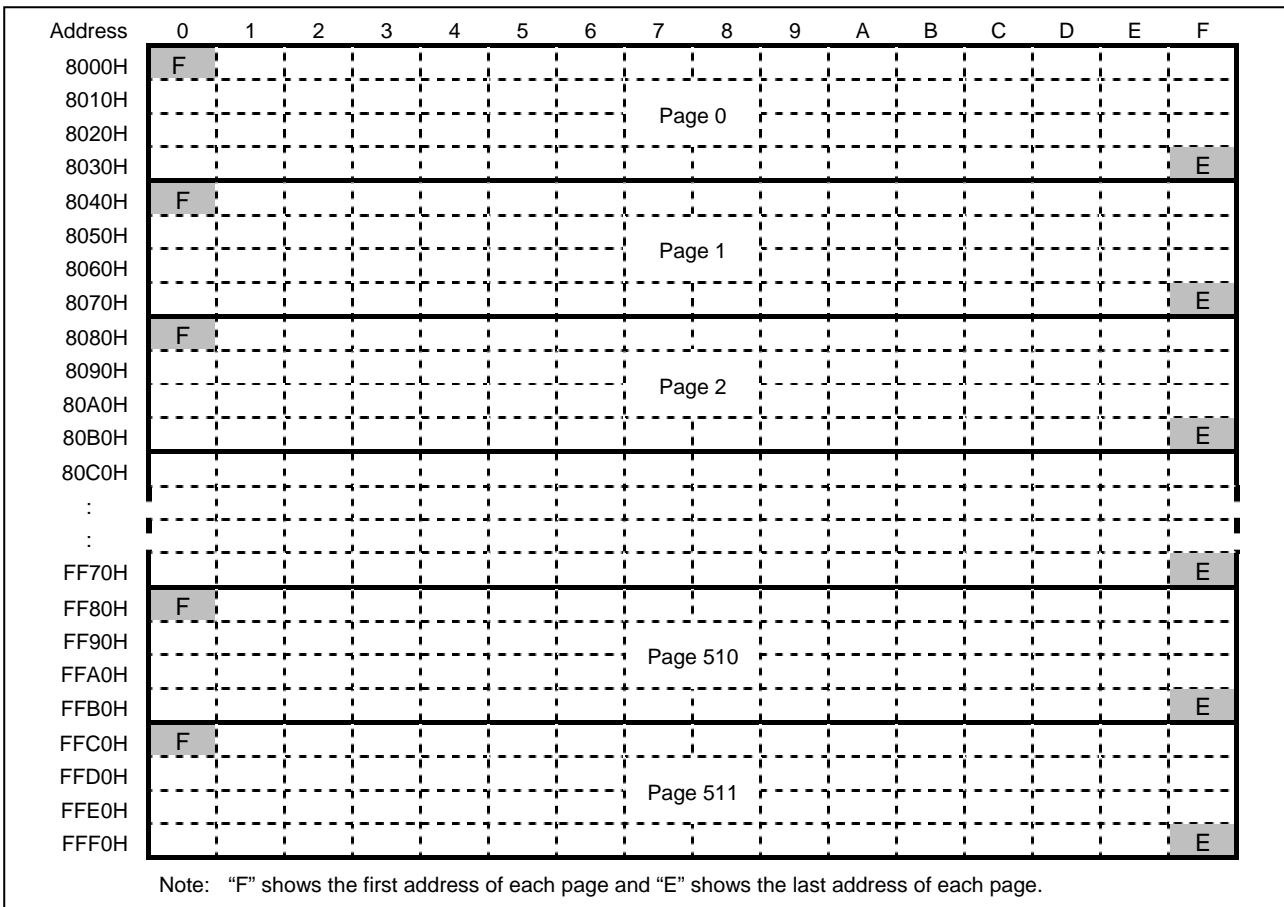 Address 0 1 2 3 4 5 6 7 8 9 A B C D E F
8000H F
8010H
Page 0
8020H
8030H E
8040H F
8050H
Page 1
8060H
8070H E
8080H F
8090H
Page 2
80A0H
80B0H E
80C0H
:
:
FF70H E
FF80H F
FF90H
Page 510
FFA0H
FFB0H E
FFC0H F
FFD0H
Page 511
FFE0H
FFF0H E
Note: “F” shows the first address of each page and “E” shows the last address of each page.